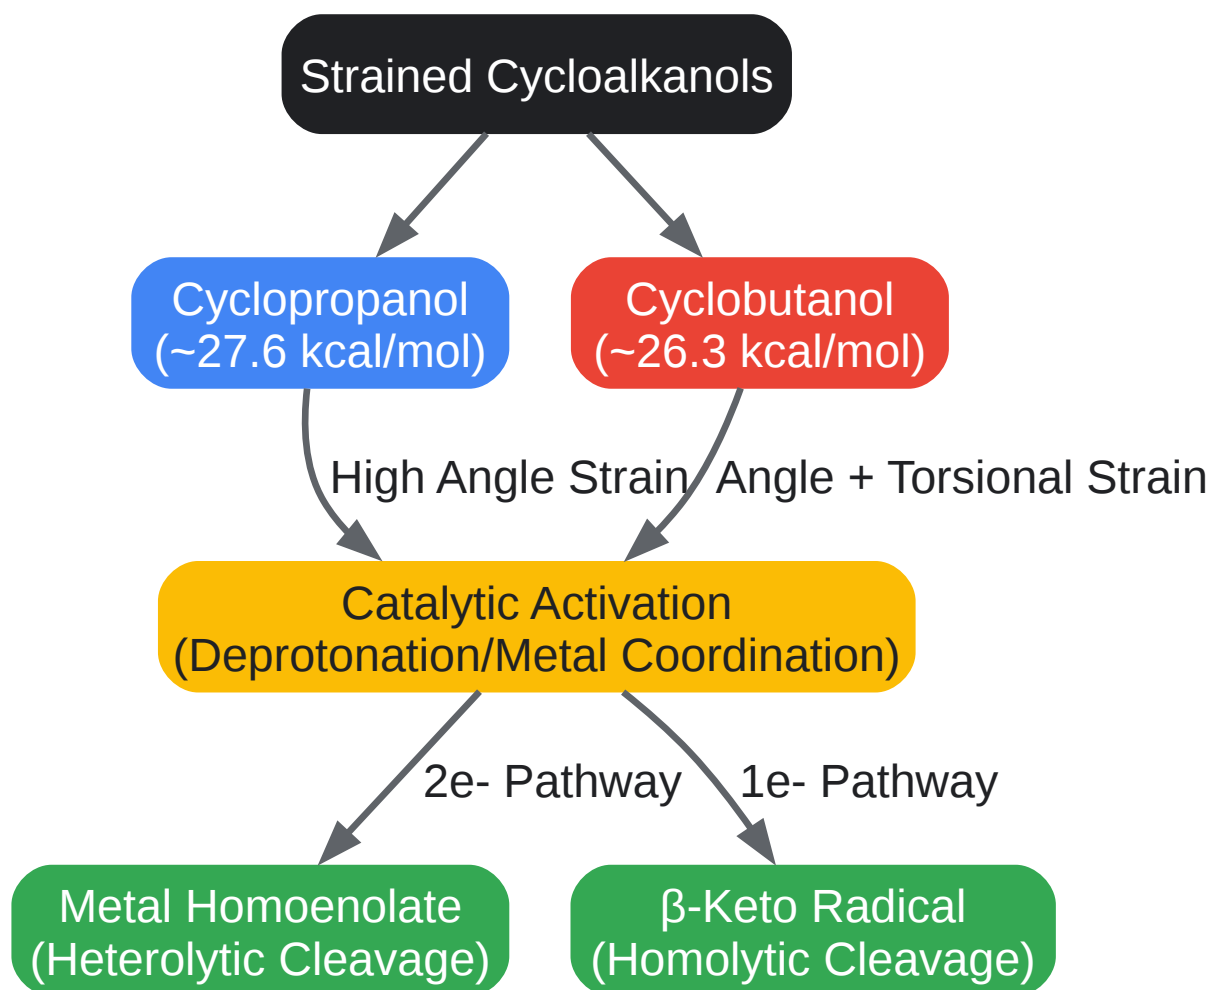 Strained Cycloalkanols
Cyclopropanol
(~27.6 kcal/mol)
Cyclobutanol
(~26.3 kcal/mol)
High Angle Strain
Angle + Torsional Strain
Catalytic Activation
(Deprotonation/Metal Coordination)
2e- Pathway
1e- Pathway
Metal Homoenolate
(Heterolytic Cleavage)
β-Keto Radical
(Homolytic Cleavage)